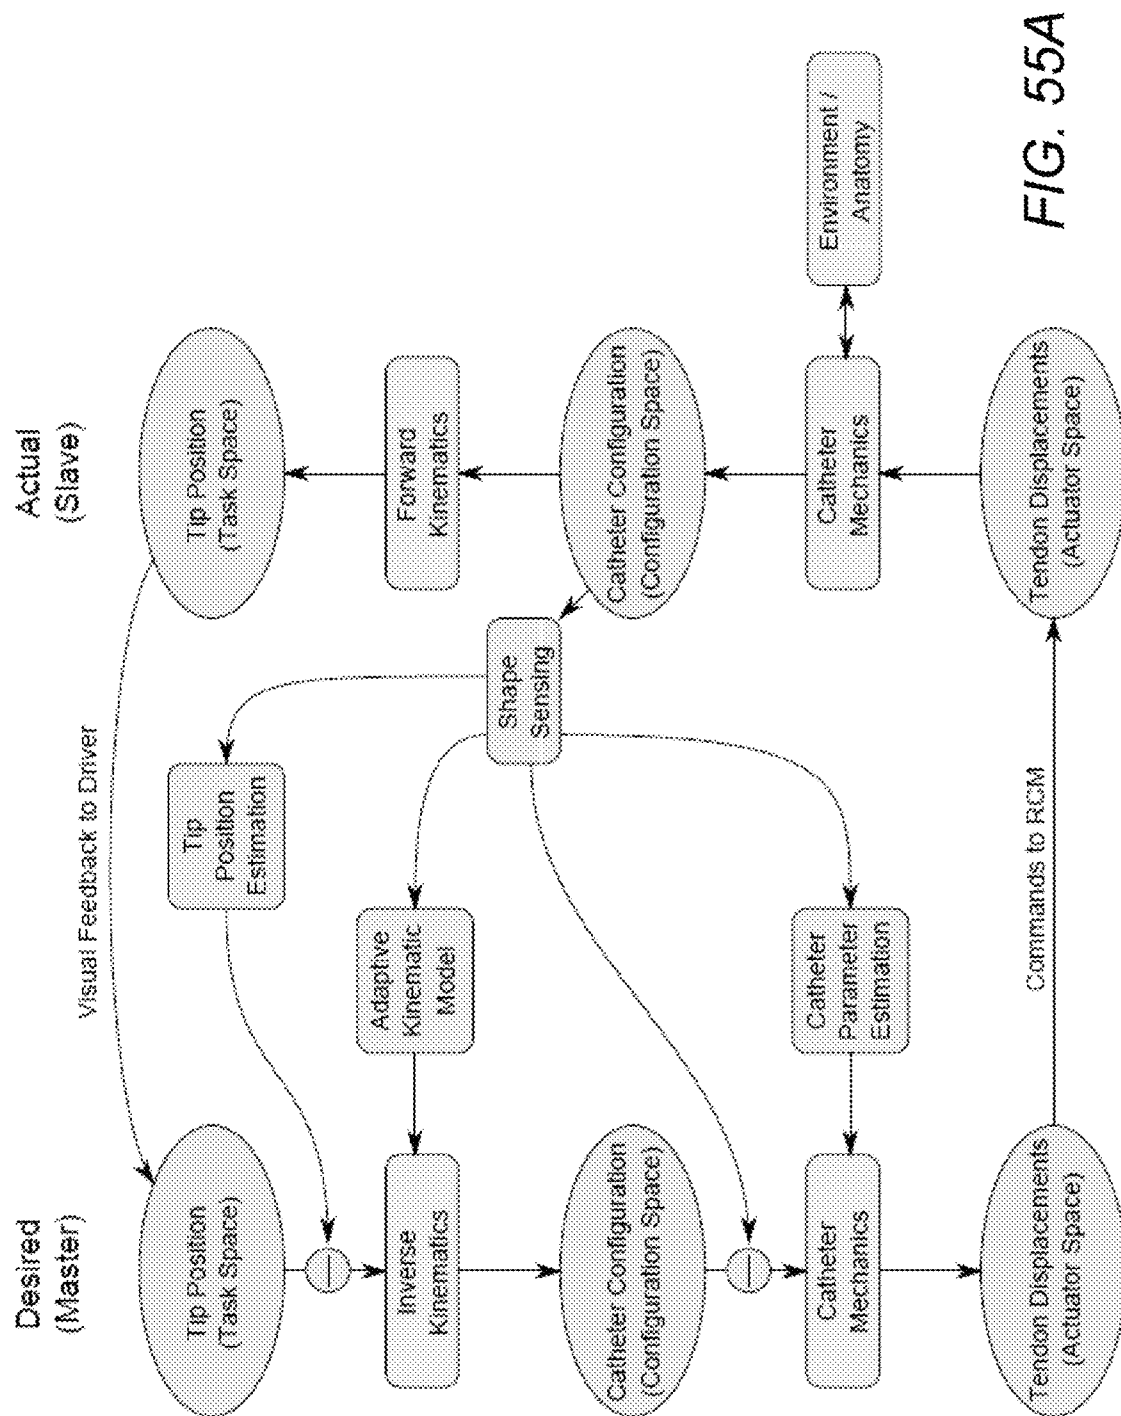 Desired
(Master)
Actual
(Slave)
Visual Feedback to Driver
Tip Position
(Task Space)
Tip
Position
Estimation
Tip Position
(Task Space)
Inverse
Kinematics
Adaptive
Kinematic
Model
Forward
Kinematics
Shape
Sensing
Catheter Configuration
(Configuration Space)
Catheter Configuration
(Configuration Space)
Catheter
Mechanics
Catheter
Parameter
Estimation
Catheter
Mechanics
Environment /
Anatomy
Tendon Displacements
(Actuator Space)
Commands to RCM
Tendon Displacements
(Actuator Space)
FIG. 55A